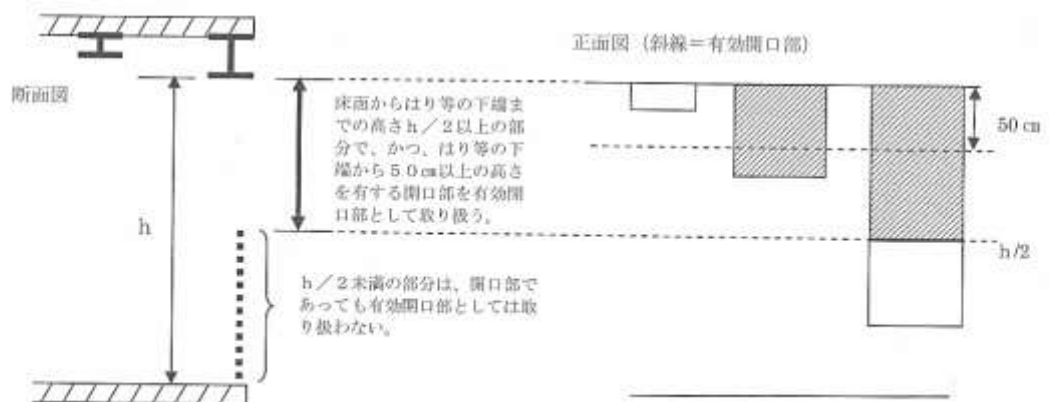 正面図（斜線＝有効開口部）
断面図
床面からはり等の下端ま
での高さｈ／２以上の部
分で、かつ、はり等の下
端から５０㎝以上の高さ
を有する開口部を有効開
口部として取り扱う。
50 ㎝
h
h/2
ｈ／２未満の部分は、開口部で
あっても有効開口部としては取
り扱わない。